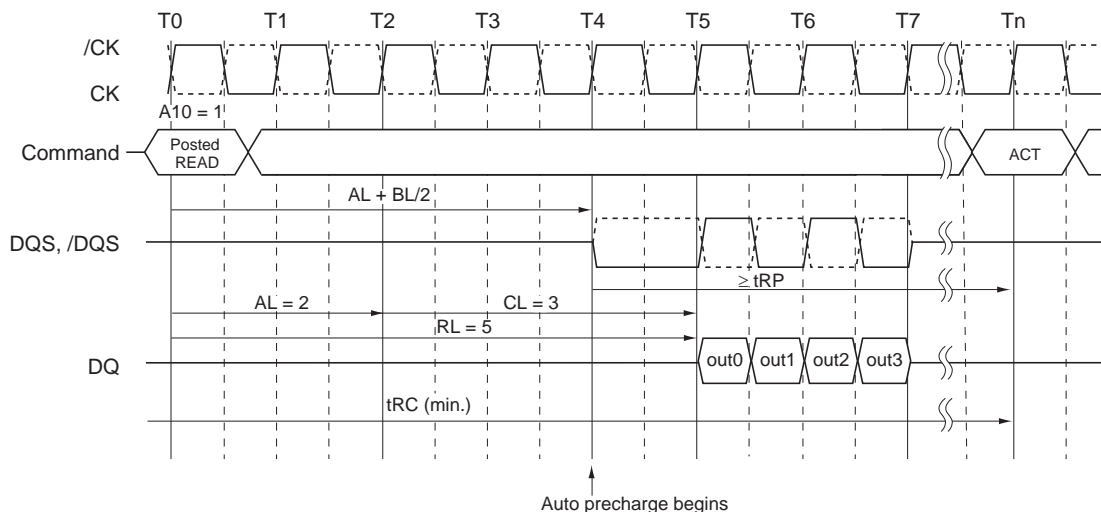 T0 T1 T2 T3 T4 T5 T6 T7 Tn
/CK
CK
A10 = 1
Command
Posted
READ
ACT
AL + BL/2
DQS, /DQS
≥ tRP
AL = 2
CL = 3
RL = 5
DQ
out0 out1 out2 out3
tRC (min.)
Auto precharge begins